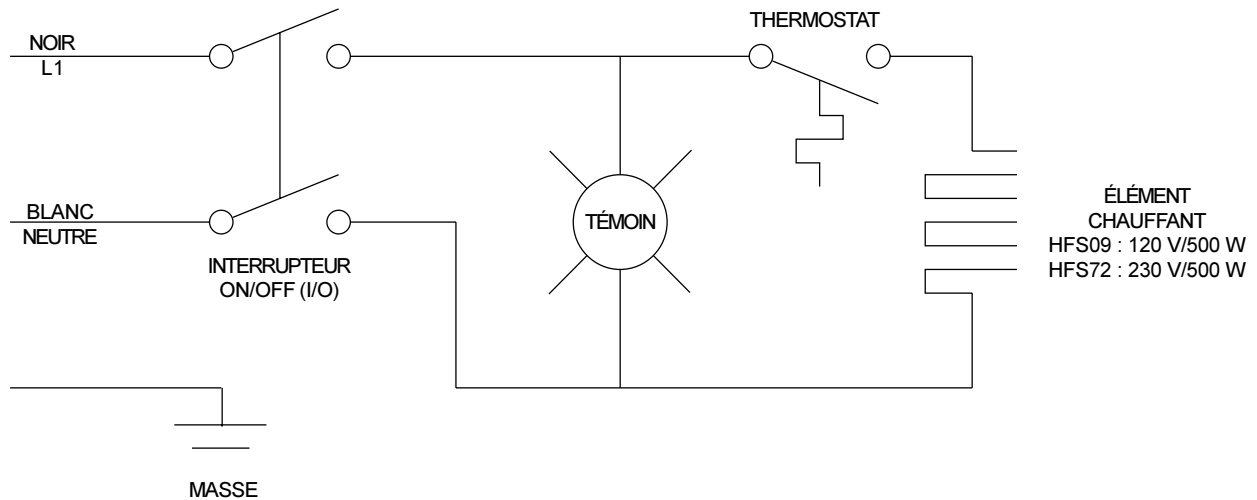 THERMOSTAT
NOIR
L1
BLANC
NEUTRE
INTERRUPTEUR
ON/OFF (I/O)
TÉMOIN
ÉLÉMENT
CHAUFFANT
HFS09 : 120 V/500 W
HFS72 : 230 V/500 W
MASSE